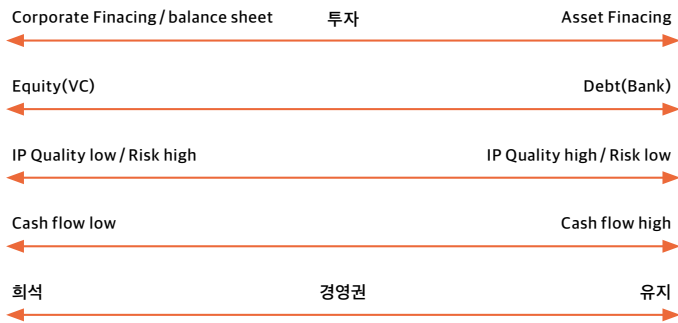 Corporate Finacing / balance sheet 투자 Asset Finacing
Equity(VC) Debt(Bank)
IP Quality low / Risk high IP Quality high / Risk low
Cash flow low Cash flow high
희석 경영권 유지